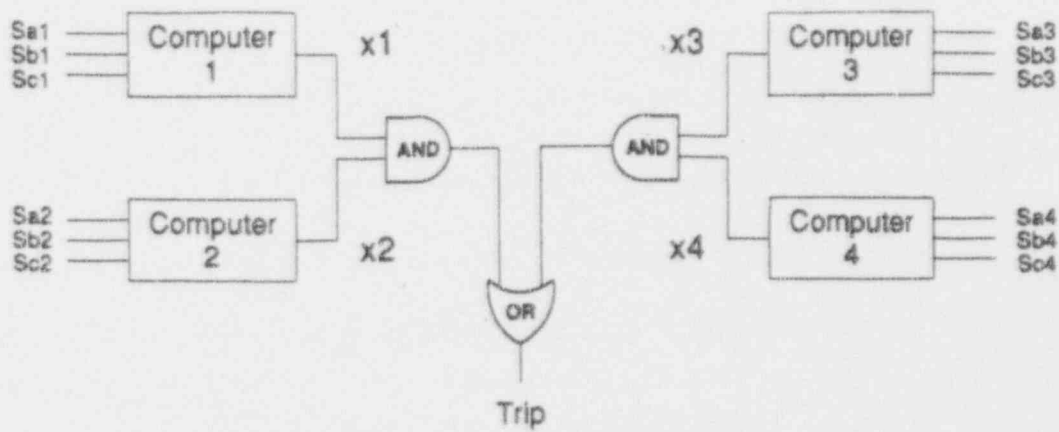 Sa1
Sb1
Sc1
Computer
1
x1
x3
Computer
3
Sa3
Sb3
Sc3
AND
AND
Sa2
Sb2
Sc2
Computer
2
x2
x4
Computer
4
Sa4
Sb4
Sc4
OR
Trip